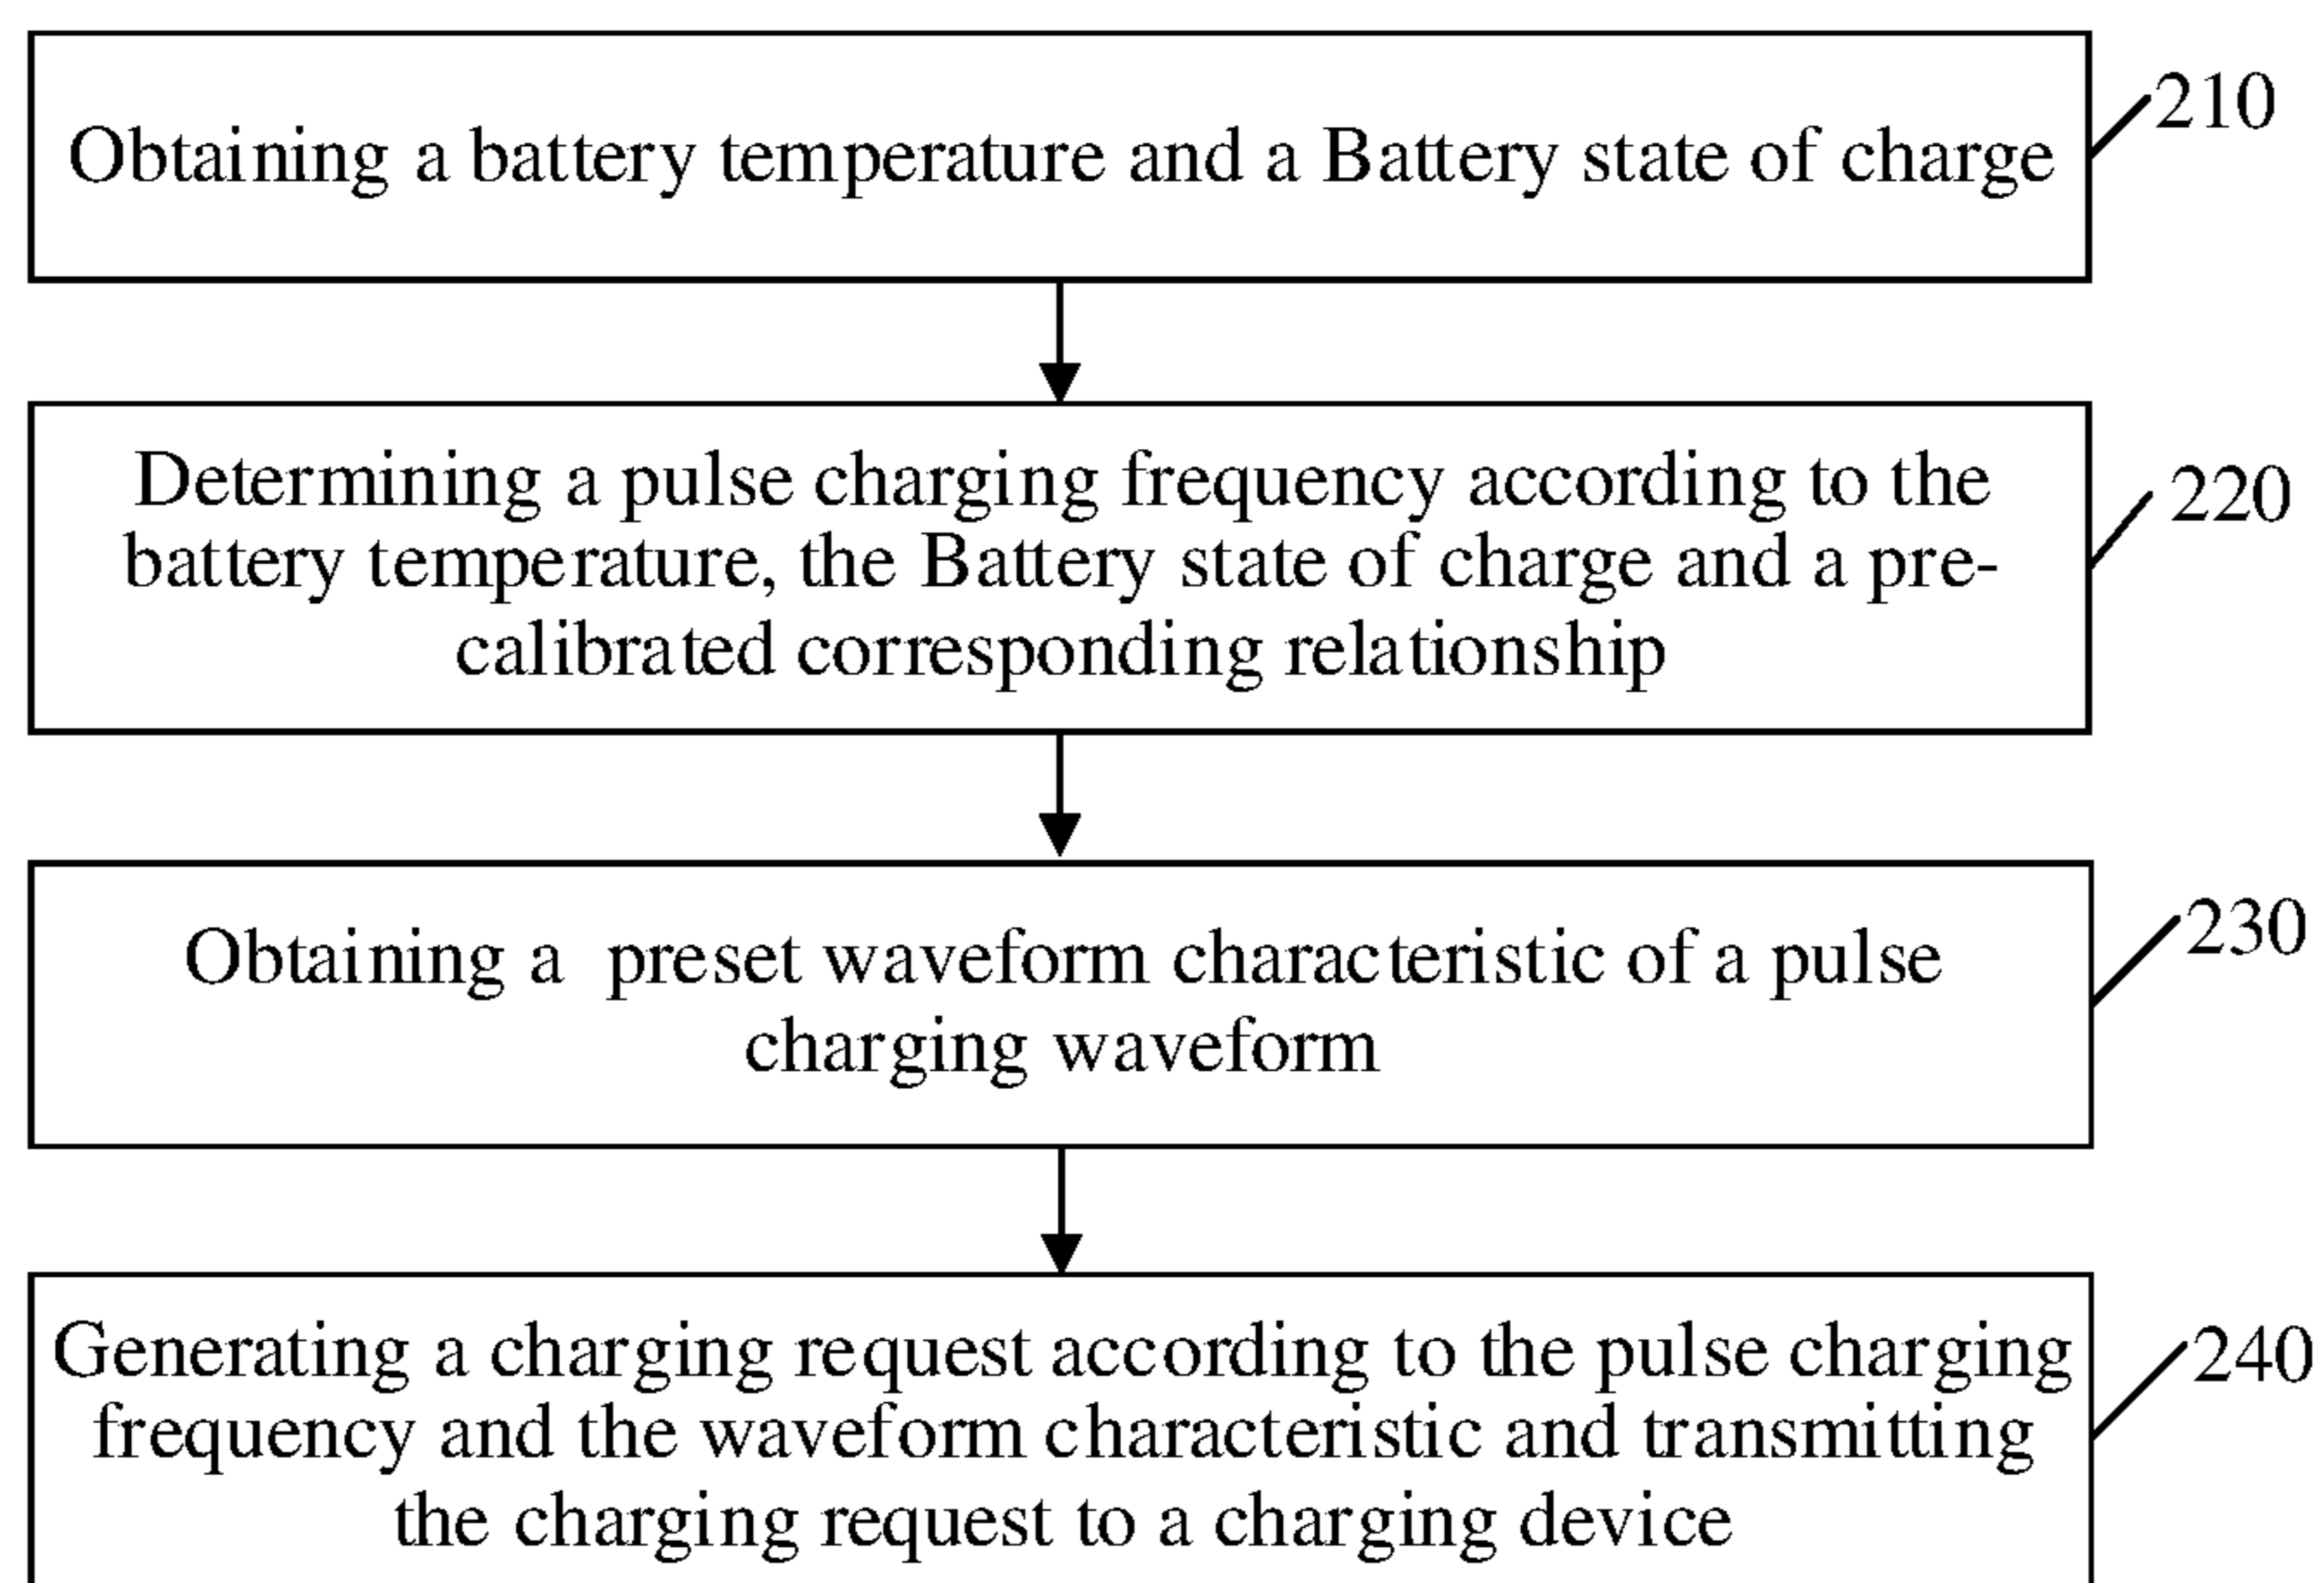 210
Obtaining a battery temperature and a Battery state of charge
220
Determining a pulse charging frequency according to the
battery temperature, the Battery state of charge and a pre-
calibrated corresponding relationship
230
Obtaining a preset waveform characteristic of a pulse
charging waveform
240
Generating a charging request according to the pulse charging
frequency and the waveform characteristic and transmitting
the charging request to a charging device